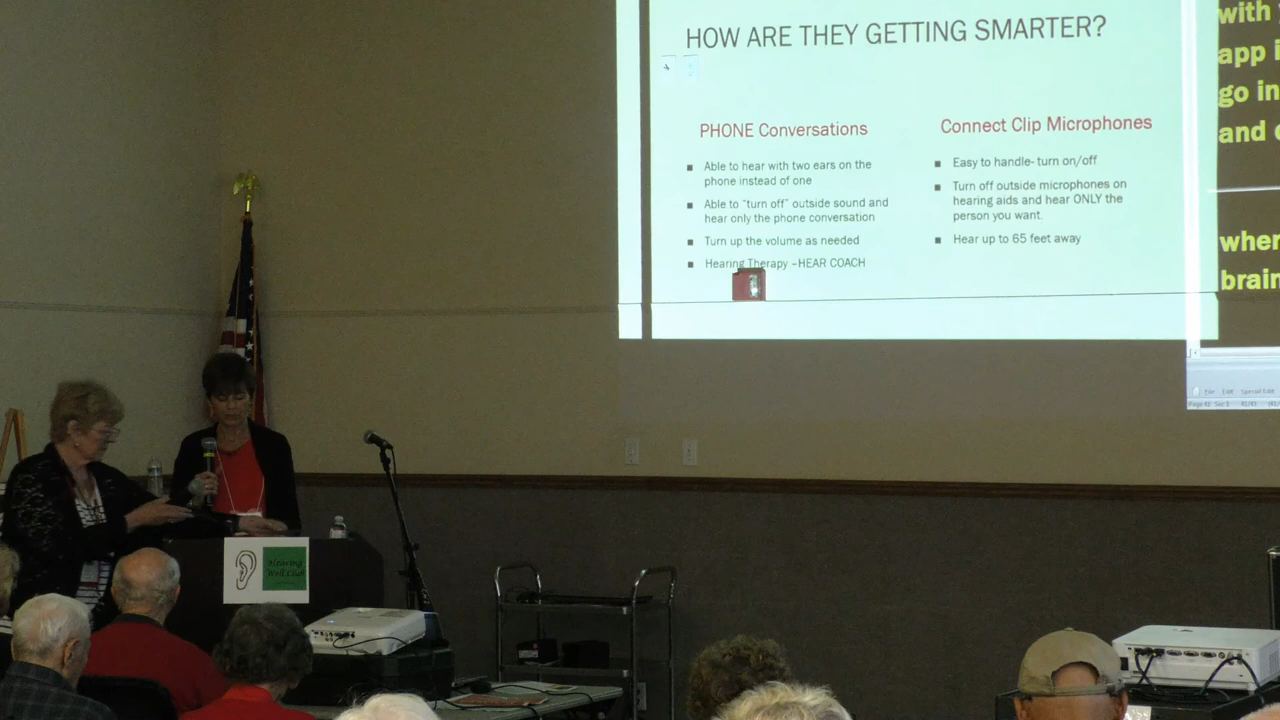 HOW ARE THEY GETTING SMARTER?
PHONE Conversations
Able to hear with two ears on the
phone instead of one
Able to "turn off" outside sound and
hear only the phone conversation
Turn up the volume as needed
Hearing Therapy –HEAR COACH
Connect Clip Microphones
Easy to handle- turn on/off
Turn off outside microphones on
hearing aids and hear ONLY the
person you want.
Hear up to 65 feet away
with
app i
go in
and
wher
brain
File Edit Special Edit
Hearing
Well Club